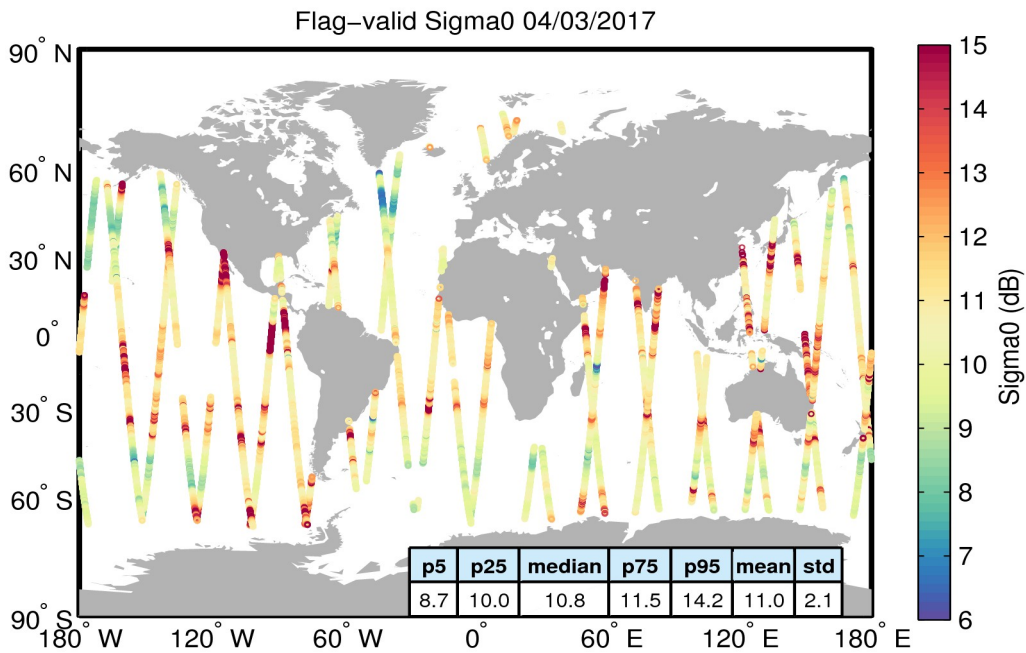 Flag−valid Sigma0 04/03/2017
90° N
60° N
30° N
0°
30° S
60° S
90° S
180° W
120° W
60° W
0°
60° E
120° E
180° E
p5 p25 median p75 p95 mean std
8.7 10.0 10.8 11.5 14.2 11.0 2.1
15
14
13
12
11
10
9
8
7
6
Sigma0 (dB)